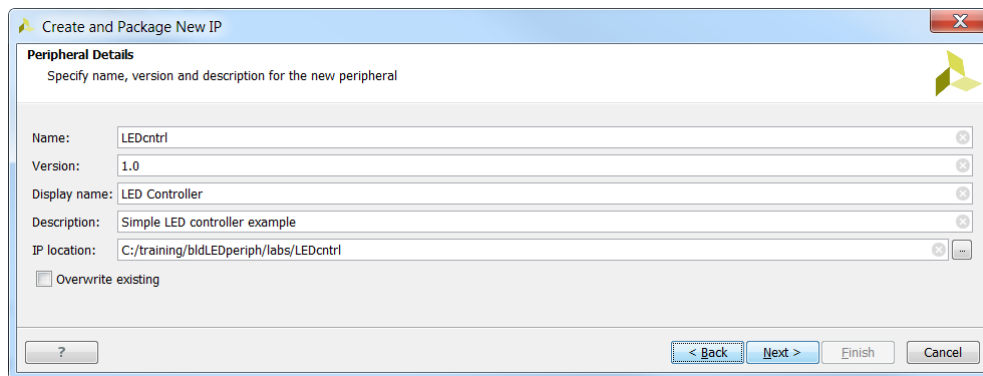 Create and Package New IP
Peripheral Details
Specify name, version and description for the new peripheral
Name: LEDcntrl
Version: 1.0
Display name: LED Controller
Description: Simple LED controller example
IP location: C:/training/bldLEDperiph/labs/LEDcntrl ...
Overwrite existing
? < Back Next > Finish Cancel